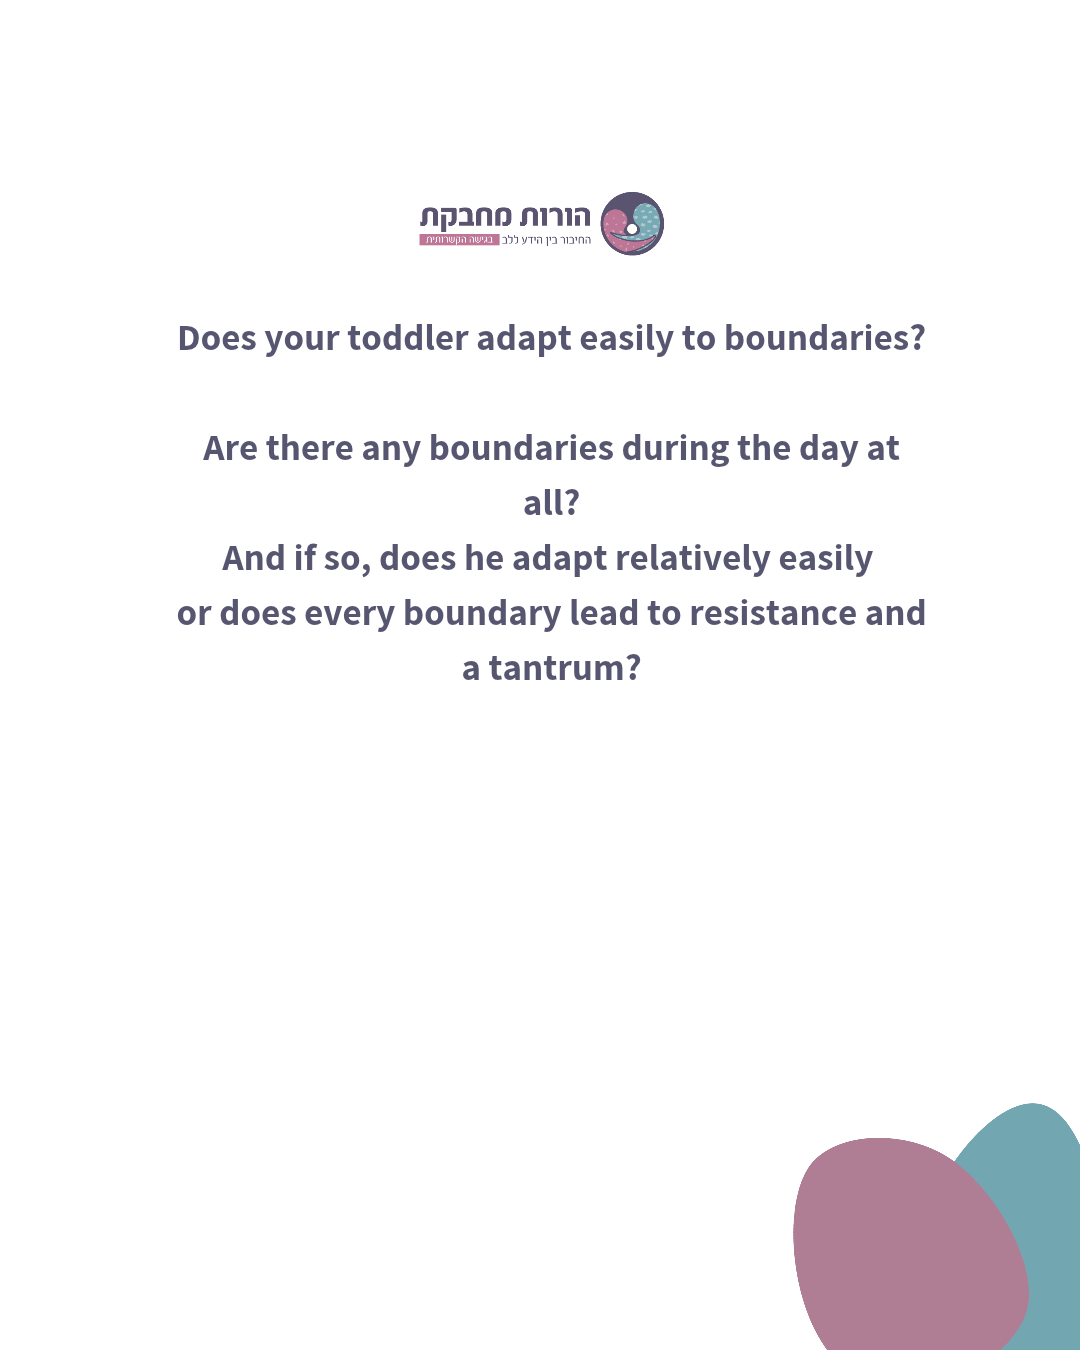 הורות מחבקת
החיבור בין הידע ללב בגישה הקשרותית
Does your toddler adapt easily to boundaries?
Are there any boundaries during the day at
all?
And if so, does he adapt relatively easily
or does every boundary lead to resistance and
a tantrum?